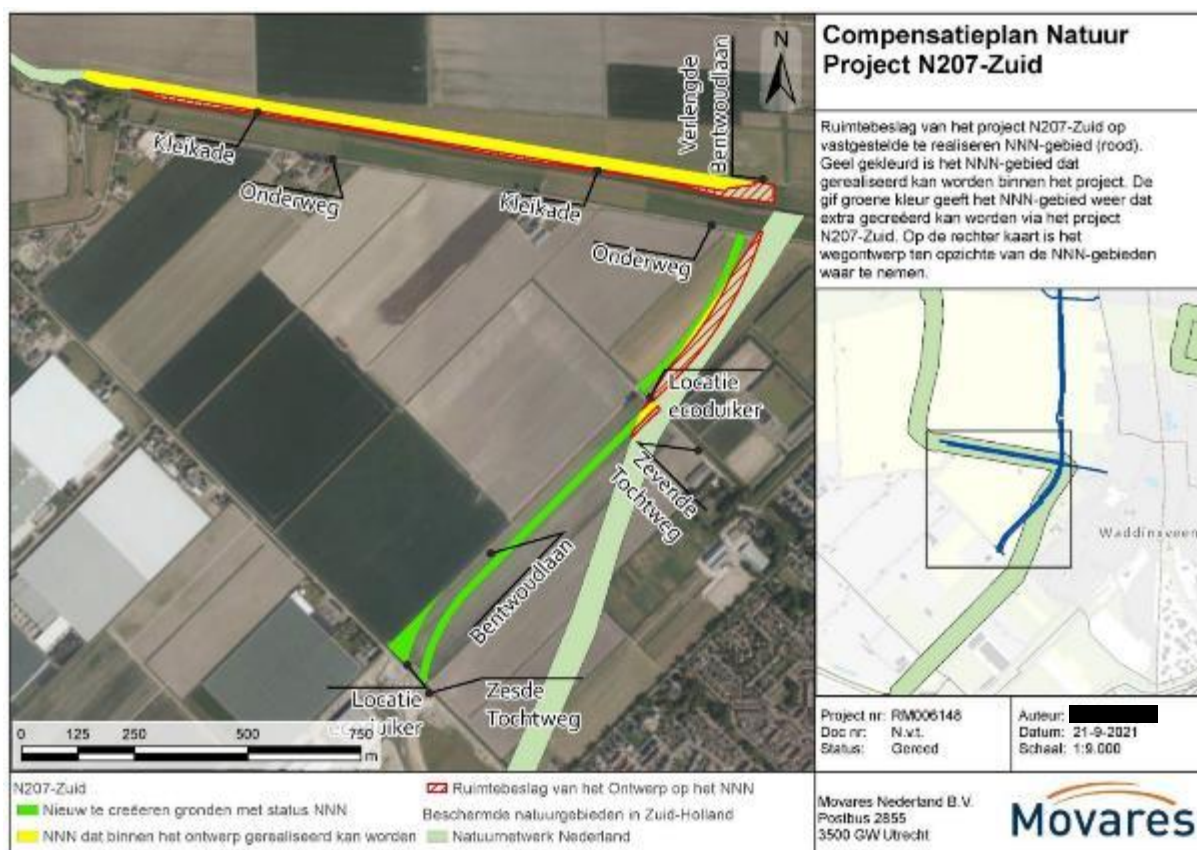 Compensatieplan Natuur
Project N207-Zuid
Ruimtebeslag van het project N207-Zuid op
vastgestelde te realiseren NNN-gebied (rood).
Geel gekleurd is het NNN-gebied dat
gerealiseerd kan worden binnen het project. De
gif groene kleur geeft het NNN-gebied weer dat
extra gecreëerd kan worden via het project
N207-Zuid. Op de rechter kaart is het
wegontwerp ten opzichte van de NNN-gebieden
waar te nemen.
N
Verlengde
Bentwoudlaan
Kleikade
Onderweg
Kleikade
Onderweg
Locatie
ecoduiker
Zevende
Tochtweg
Bentwoudlaan
Locatie
ecoduiker
Zesde
Tochtweg
0 125 250 500 750
m
Waddinxveen
Project nr: RM006148
Doc nr: N.v.t.
Status: Gereed
Auteur:
Datum: 21-9-2021
Schaal: 1:9.000
N207-Zuid
Nieuw te creëeren gronden met status NNN
NNN dat binnen het ontwerp gerealiseerd kan worden
Ruimtebeslag van het Ontwerp op het NNN
Beschermde natuurgebieden in Zuid-Holland
Natuurnetwerk Nederland
Movares Nederland B.V.
Postbus 2855
3500 GW Utrecht
Movares